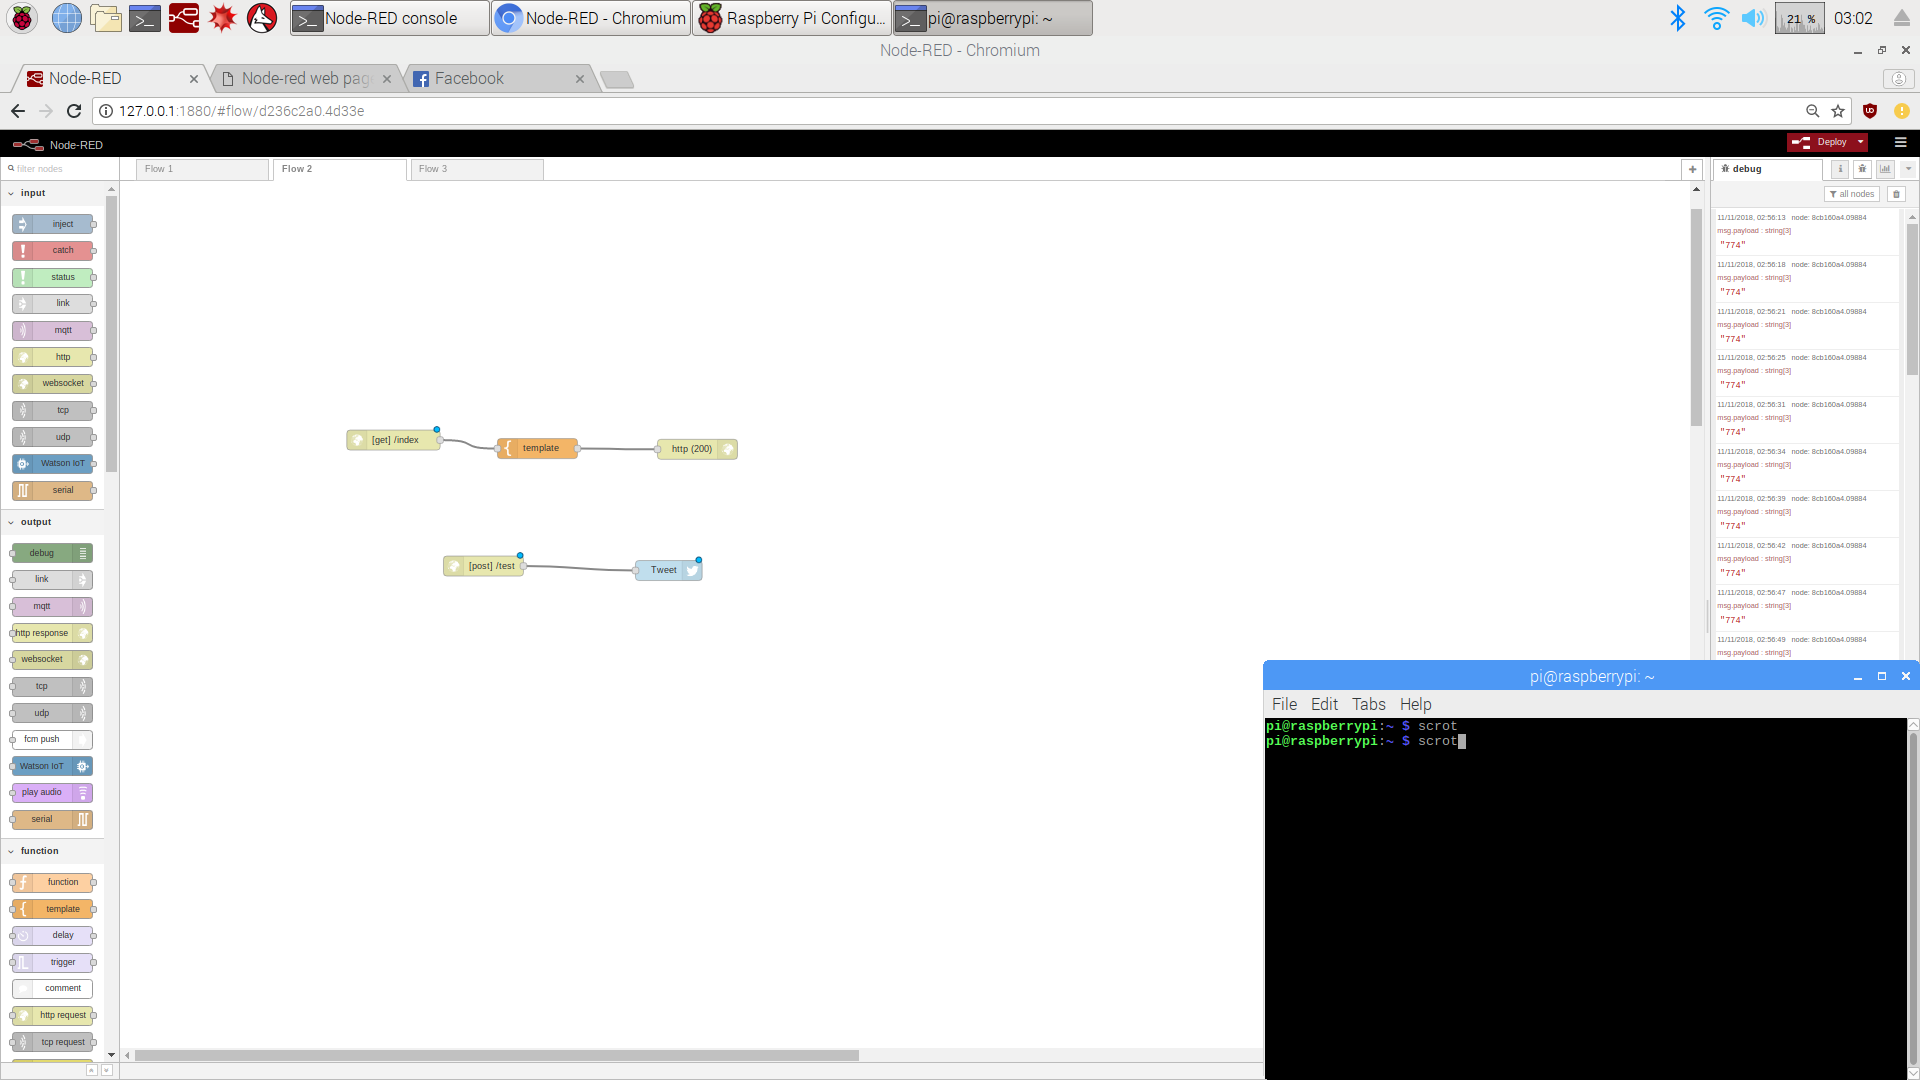 Node-RED console
Node-RED - Chromium
Raspberry Pi Configu...
pi@raspberrypi: ~
21 %
03:02
Node-RED - Chromium
Node-RED
Node-red web pag
Facebook
127.0.0.1:1880/#flow/d236c2a0.4d33e
Node-RED
Deploy
filter nodes
Flow 1
Flow 2
Flow 3
debug
all nodes
input
inject
catch
status
link
mqtt
http
websocket
tcp
udp
Watson IoT
serial
output
debug
link
mqtt
http response
websocket
tcp
udp
fcm push
Watson IoT
play audio
serial
function
function
template
delay
trigger
comment
http request
tcp request
[get] /index
template
http (200)
[post] /test
Tweet
11/11/2018, 02:56:13 node: 8cb160a4.09884
msg.payload : string[3]
"774"
11/11/2018, 02:56:18 node: 8cb160a4.09884
msg.payload : string[3]
"774"
11/11/2018, 02:56:21 node: 8cb160a4.09884
msg.payload : string[3]
"774"
11/11/2018, 02:56:25 node: 8cb160a4.09884
msg.payload : string[3]
"774"
11/11/2018, 02:56:31 node: 8cb160a4.09884
msg.payload : string[3]
"774"
11/11/2018, 02:56:34 node: 8cb160a4.09884
msg.payload : string[3]
"774"
11/11/2018, 02:56:39 node: 8cb160a4.09884
msg.payload : string[3]
"774"
11/11/2018, 02:56:42 node: 8cb160a4.09884
msg.payload : string[3]
"774"
11/11/2018, 02:56:47 node: 8cb160a4.09884
msg.payload : string[3]
"774"
11/11/2018, 02:56:49 node: 8cb160a4.09884
msg.payload : string[3]
pi@raspberrypi: ~
File Edit Tabs Help
pi@raspberrypi:~ $ scrot
pi@raspberrypi:~ $ scrot